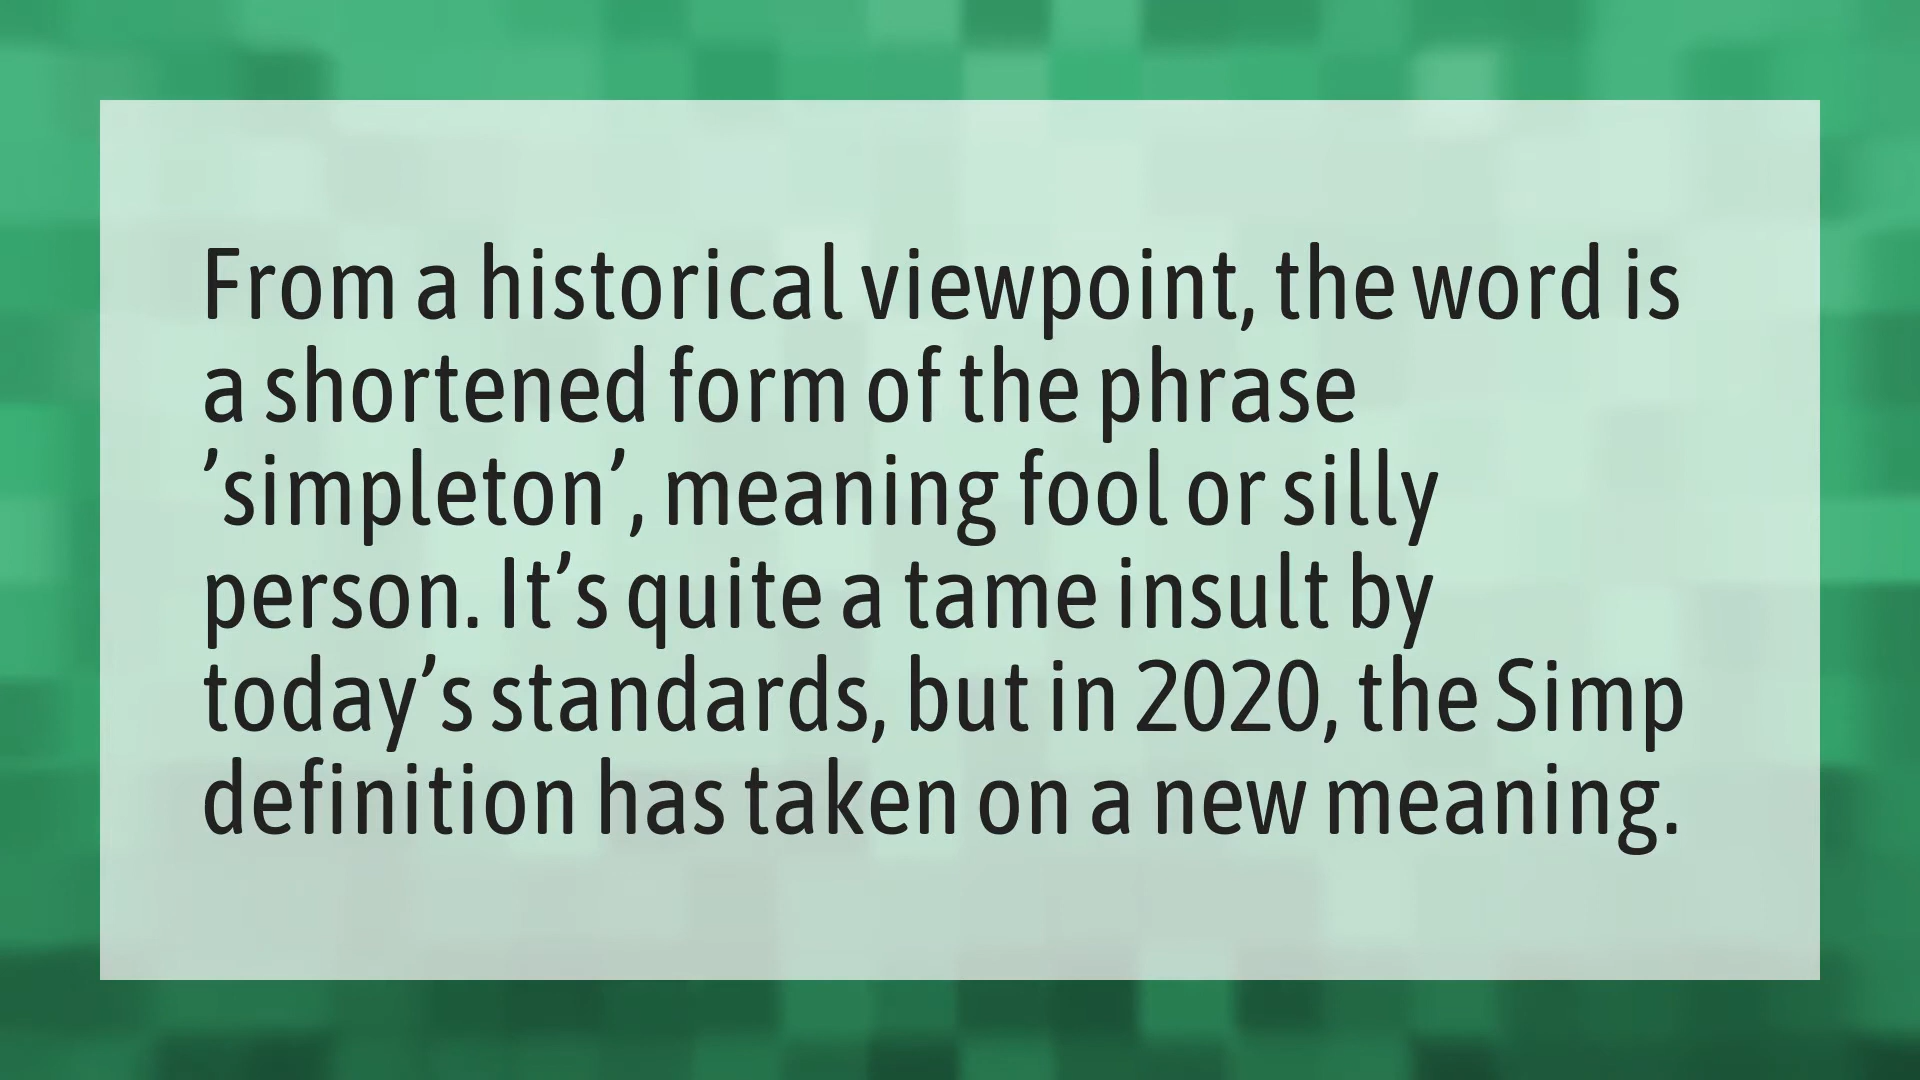 From a historical viewpoint, the word is
a shortened form of the phrase
’simpleton’, meaning fool or silly
person. It’s quite a tame insult by
today’s standards, but in 2020, the Simp
definition has taken on a new meaning.